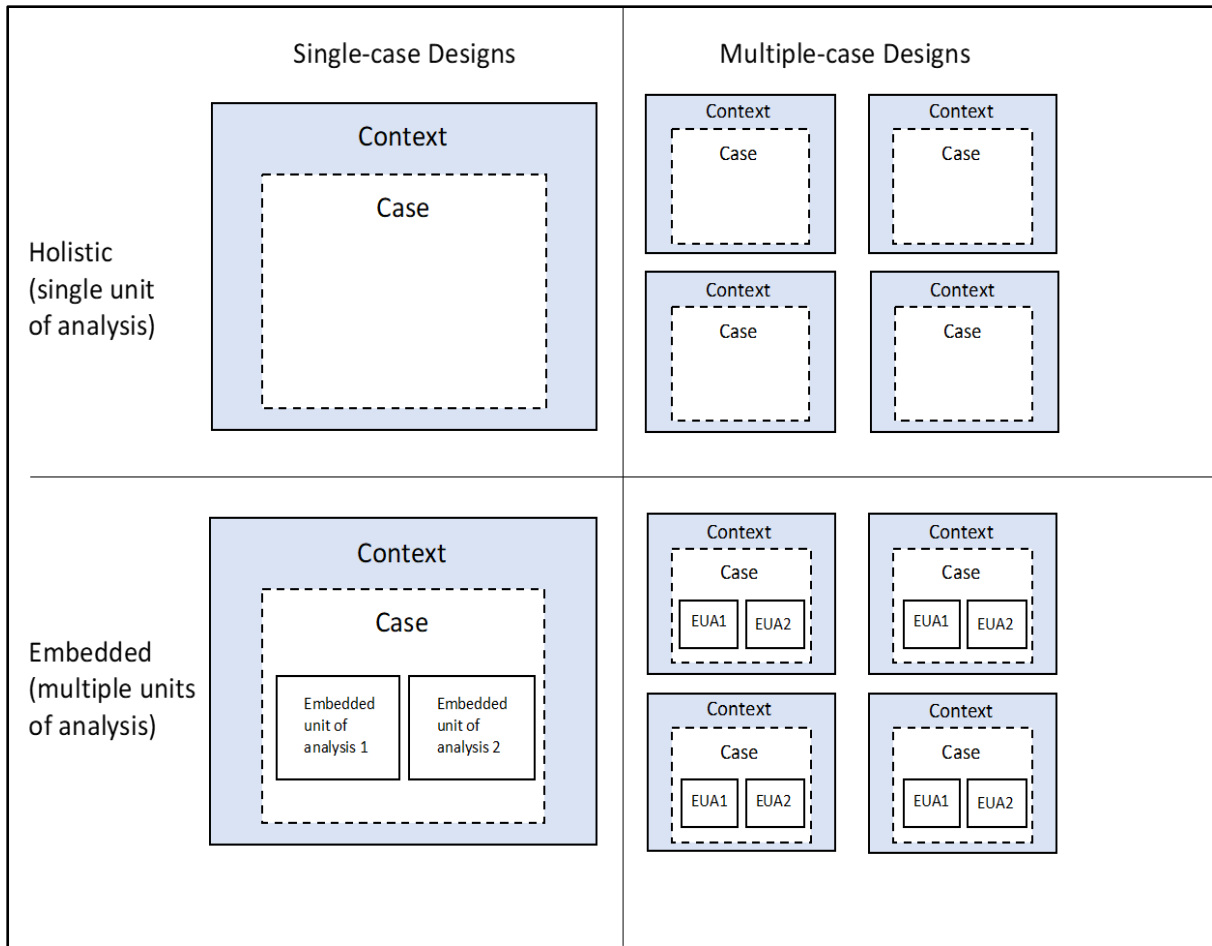 Single-case Designs
Multiple-case Designs
Holistic
(single unit
of analysis)
Context
Case
Context
Case
Context
Case
Context
Case
Context
Case
Embedded
(multiple units
of analysis)
Context
Case
Embedded
unit of
analysis 1
Embedded
unit of
analysis 2
Context
Case
EUA1
EUA2
Context
Case
EUA1
EUA2
Context
Case
EUA1
EUA2
Context
Case
EUA1
EUA2